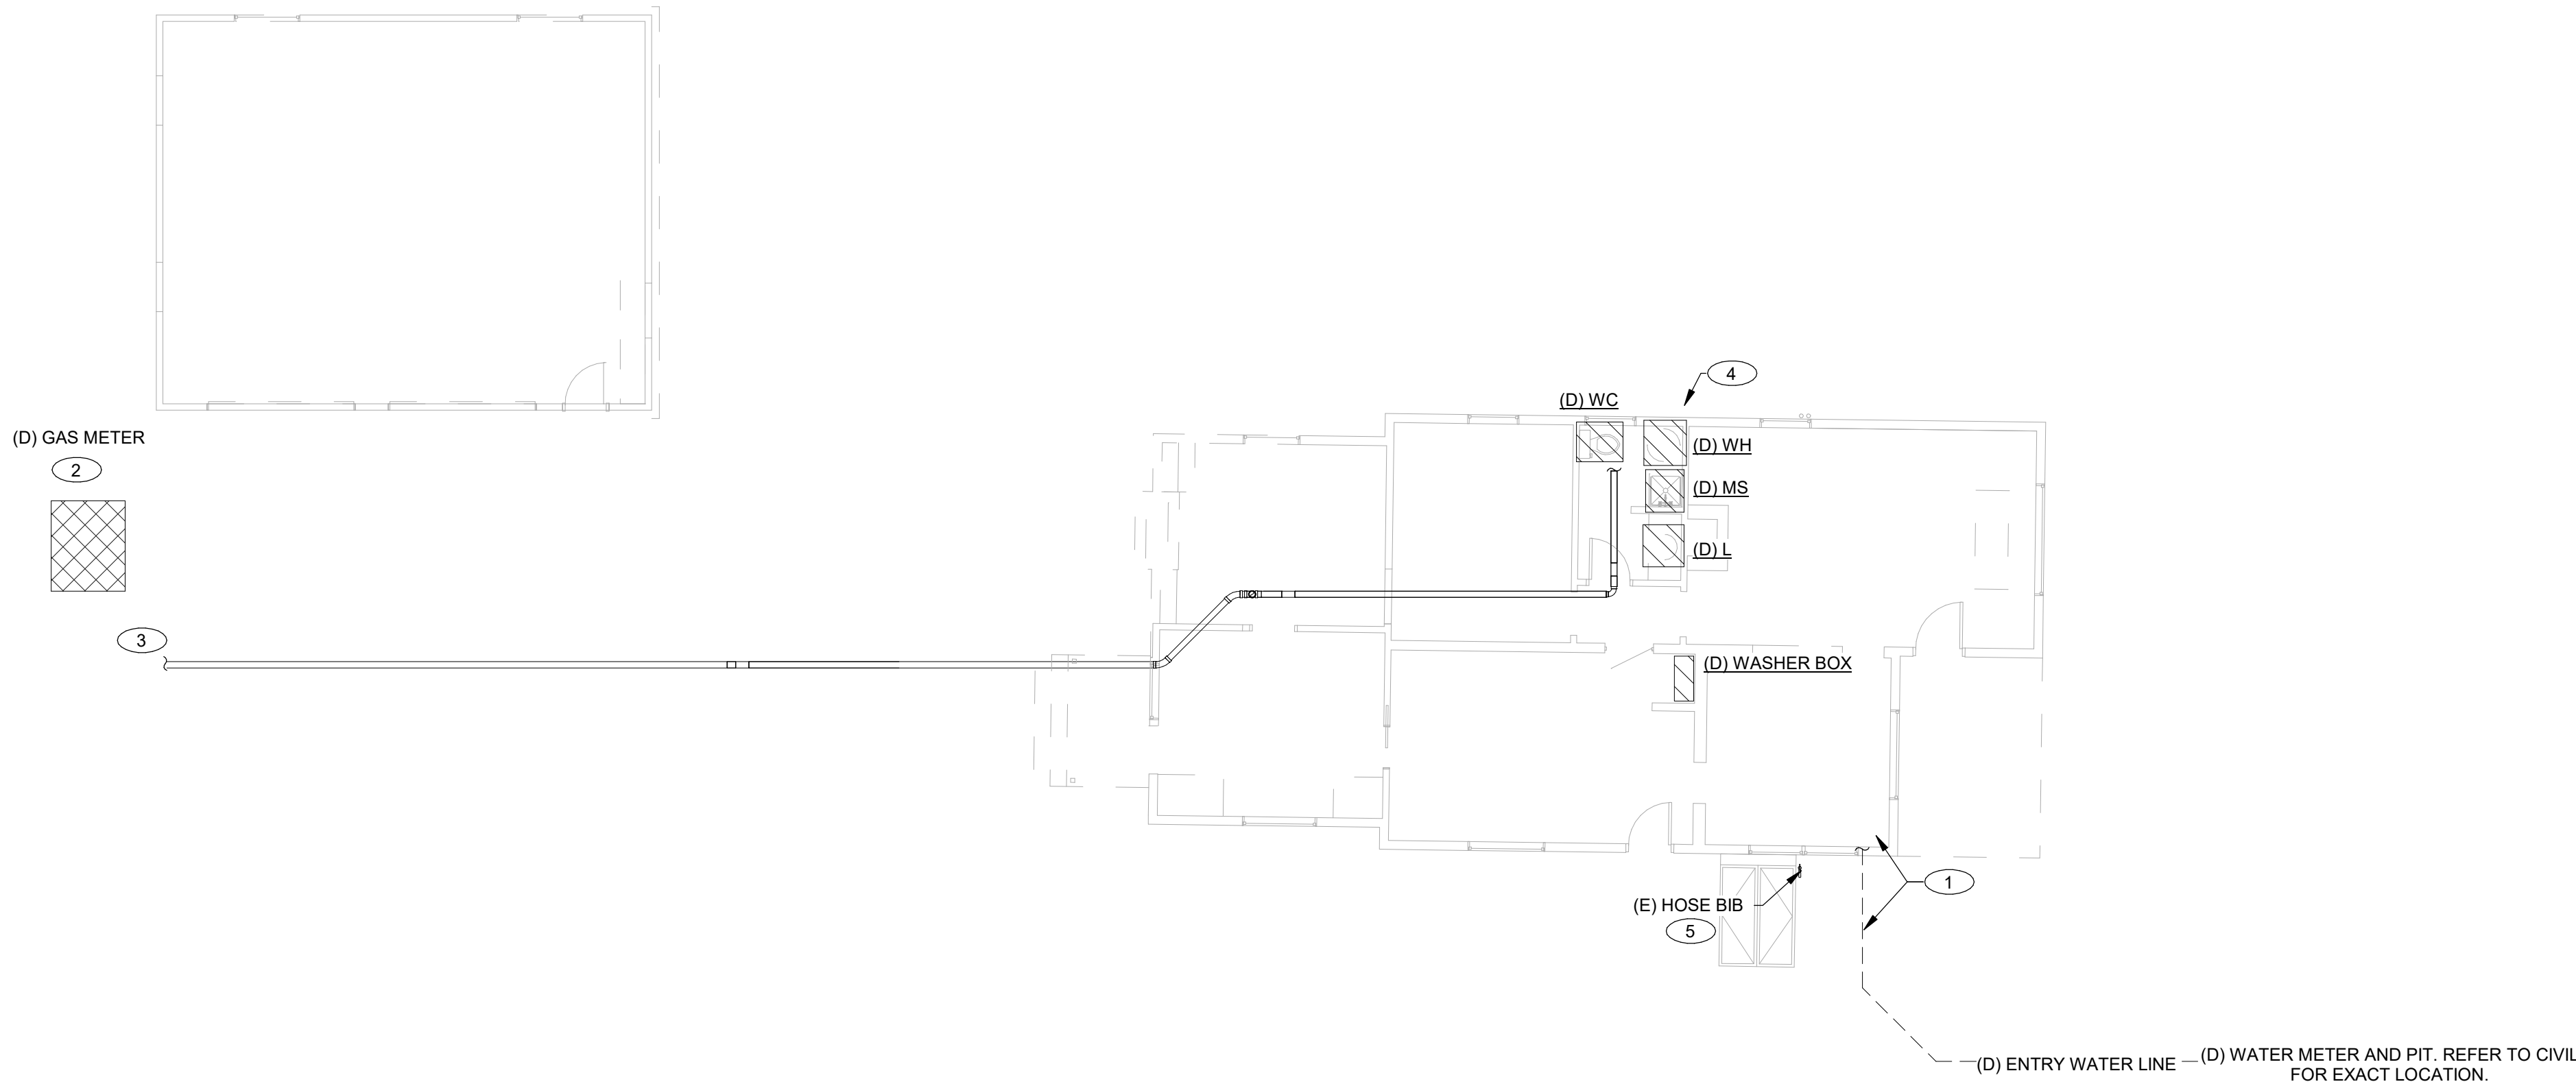 4
(D) WC
(D) GAS METER
2
(D) WH
(D) MS
(D) L
3
(D) WASHER BOX
1
(E) HOSE BIB
5
(D) ENTRY WATER LINE
(D) WATER METER AND PIT. REFER TO CIVIL
FOR EXACT LOCATION.